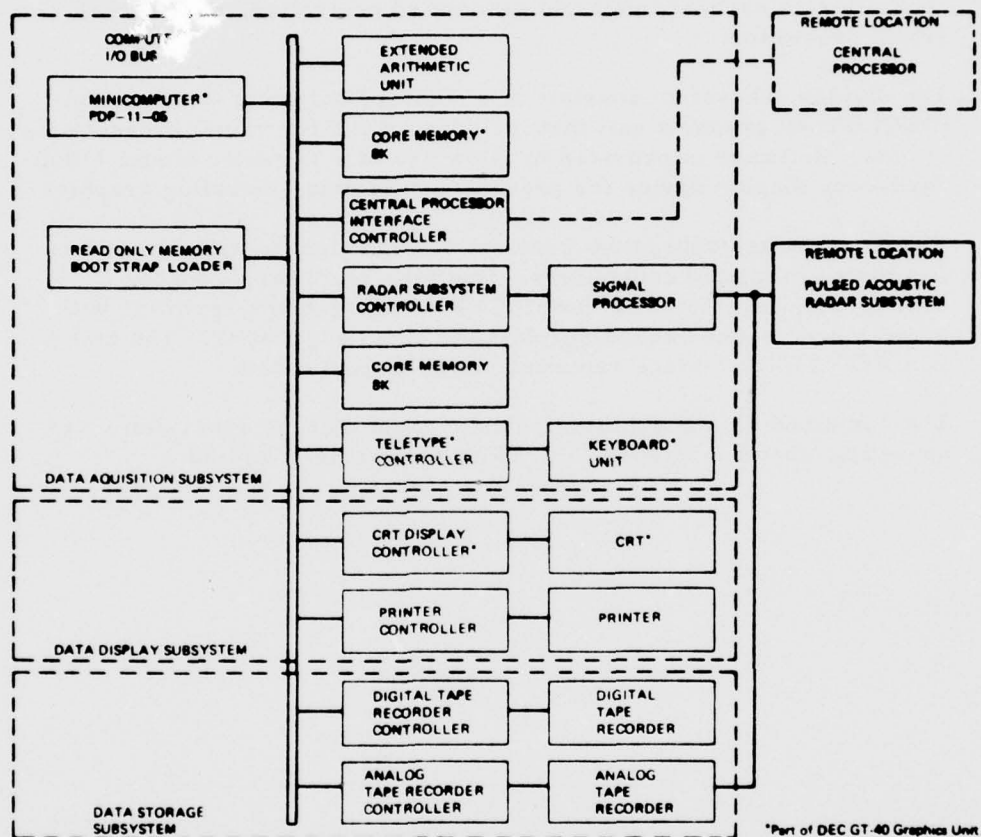 COMPUTER
I/O BUS
MINICOMPUTER*
PDP-11-05
READ ONLY MEMORY
BOOT STRAP LOADER
EXTENDED
ARITHMETIC
UNIT
CORE MEMORY*
8K
CENTRAL PROCESSOR
INTERFACE
CONTROLLER
RADAR SUBSYSTEM
CONTROLLER
SIGNAL
PROCESSOR
CORE MEMORY
8K
TELETYPE*
CONTROLLER
KEYBOARD*
UNIT
DATA AQUISITION SUBSYSTEM
REMOTE LOCATION
CENTRAL
PROCESSOR
REMOTE LOCATION
PULSED ACOUSTIC
RADAR SUBSYSTEM
CRT DISPLAY
CONTROLLER*
CRT*
PRINTER
CONTROLLER
PRINTER
DATA DISPLAY SUBSYSTEM
DIGITAL TAPE
RECORDER
CONTROLLER
DIGITAL
TAPE
RECORDER
ANALOG
TAPE RECORDER
CONTROLLER
ANALOG
TAPE
RECORDER
DATA STORAGE
SUBSYSTEM
*Part of DEC GT-40 Graphics Unit